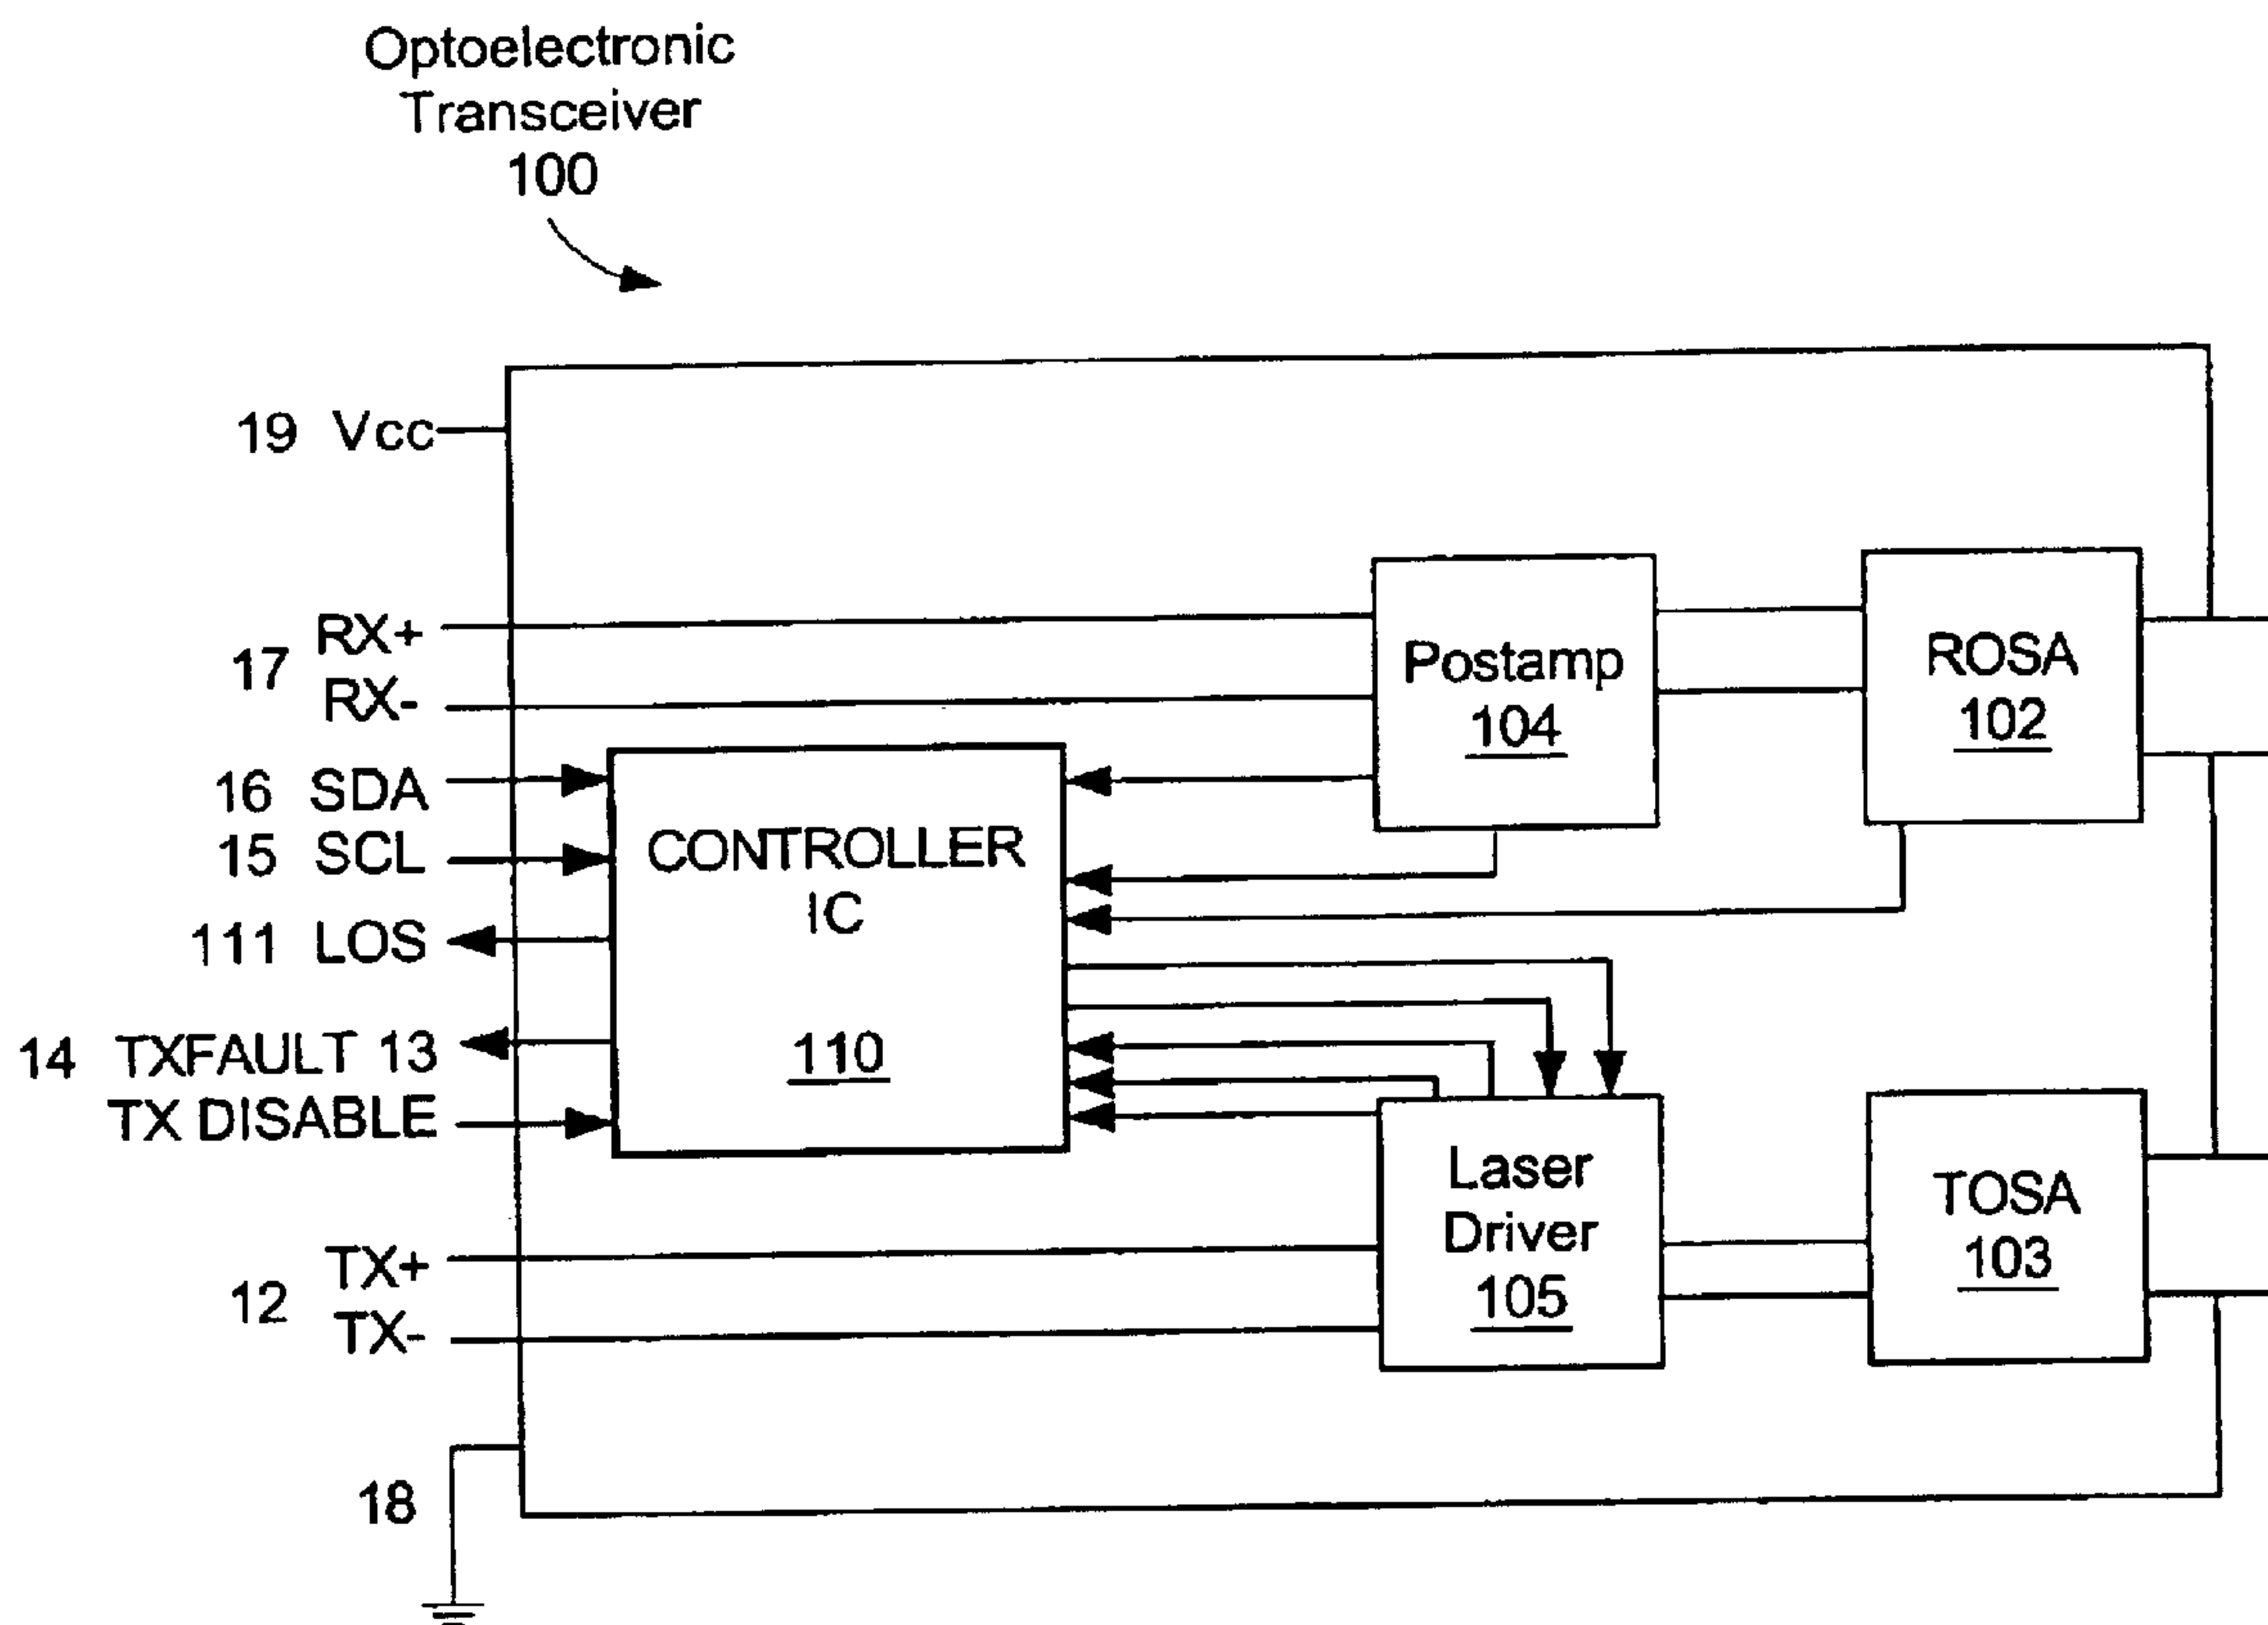 Optoelectronic
Transceiver
100
19 Vcc
17 RX+
RX-
16 SDA
15 SCL
111 LOS
14 TXFAULT 13
TX DISABLE
12 TX+
TX-
18
CONTROLLER
IC
110
Postamp
104
ROSA
102
Laser
Driver
105
TOSA
103